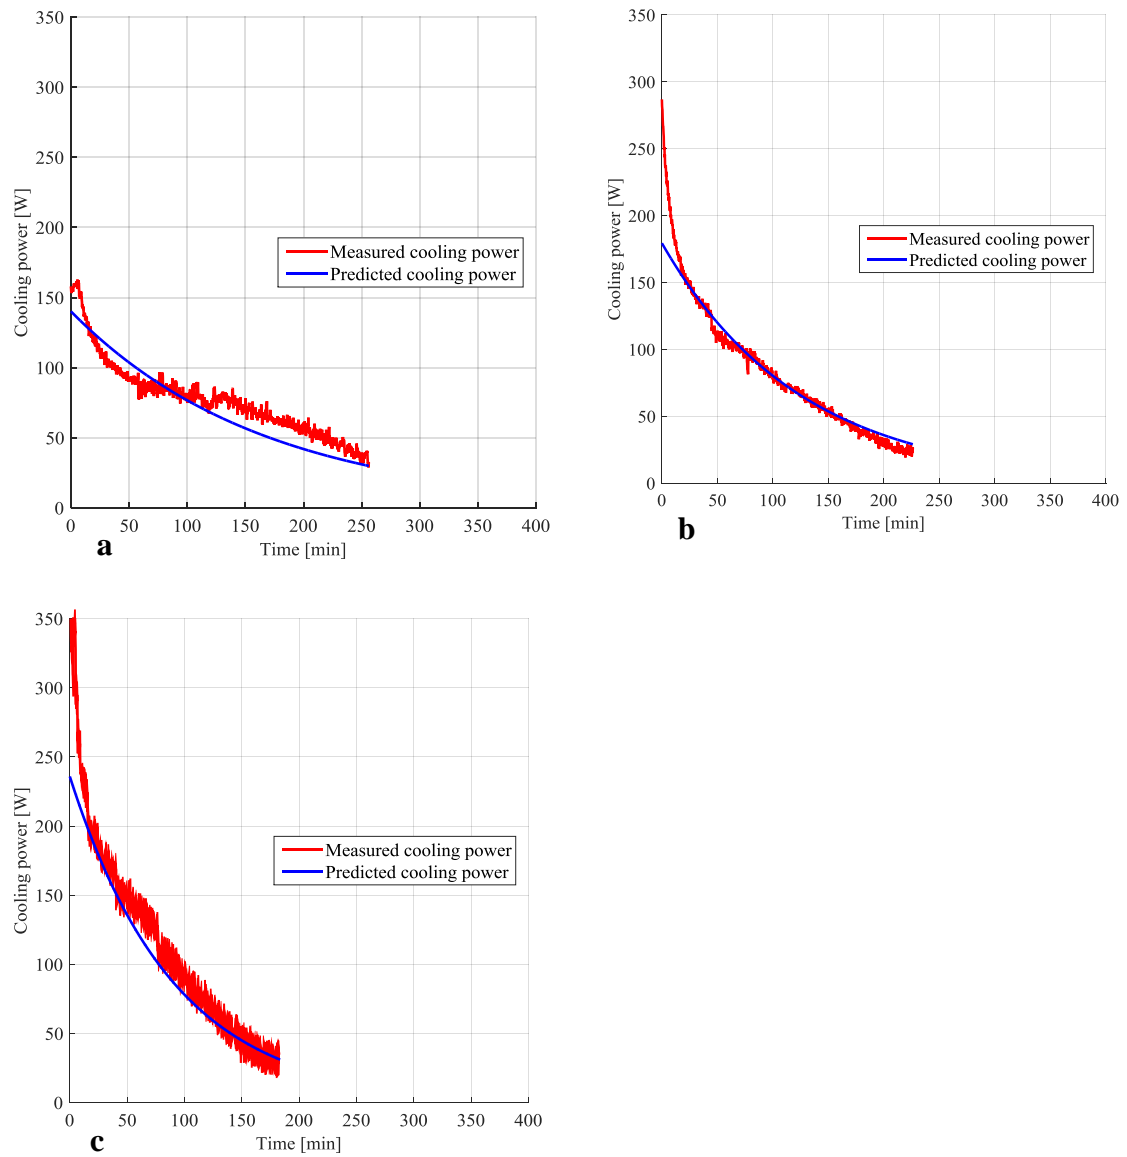 350
300
250
200
150
100
50
0
Cooling power [W]
Measured cooling power
Predicted cooling power
0 50 100 150 200 250 300 350 400
Time [min]
a
350
300
250
200
150
100
50
0
Cooling power [W]
Measured cooling power
Predicted cooling power
0 50 100 150 200 250 300 350 400
Time [min]
b
350
300
250
200
150
100
50
0
Cooling power [W]
Measured cooling power
Predicted cooling power
0 50 100 150 200 250 300 350 400
Time [min]
c